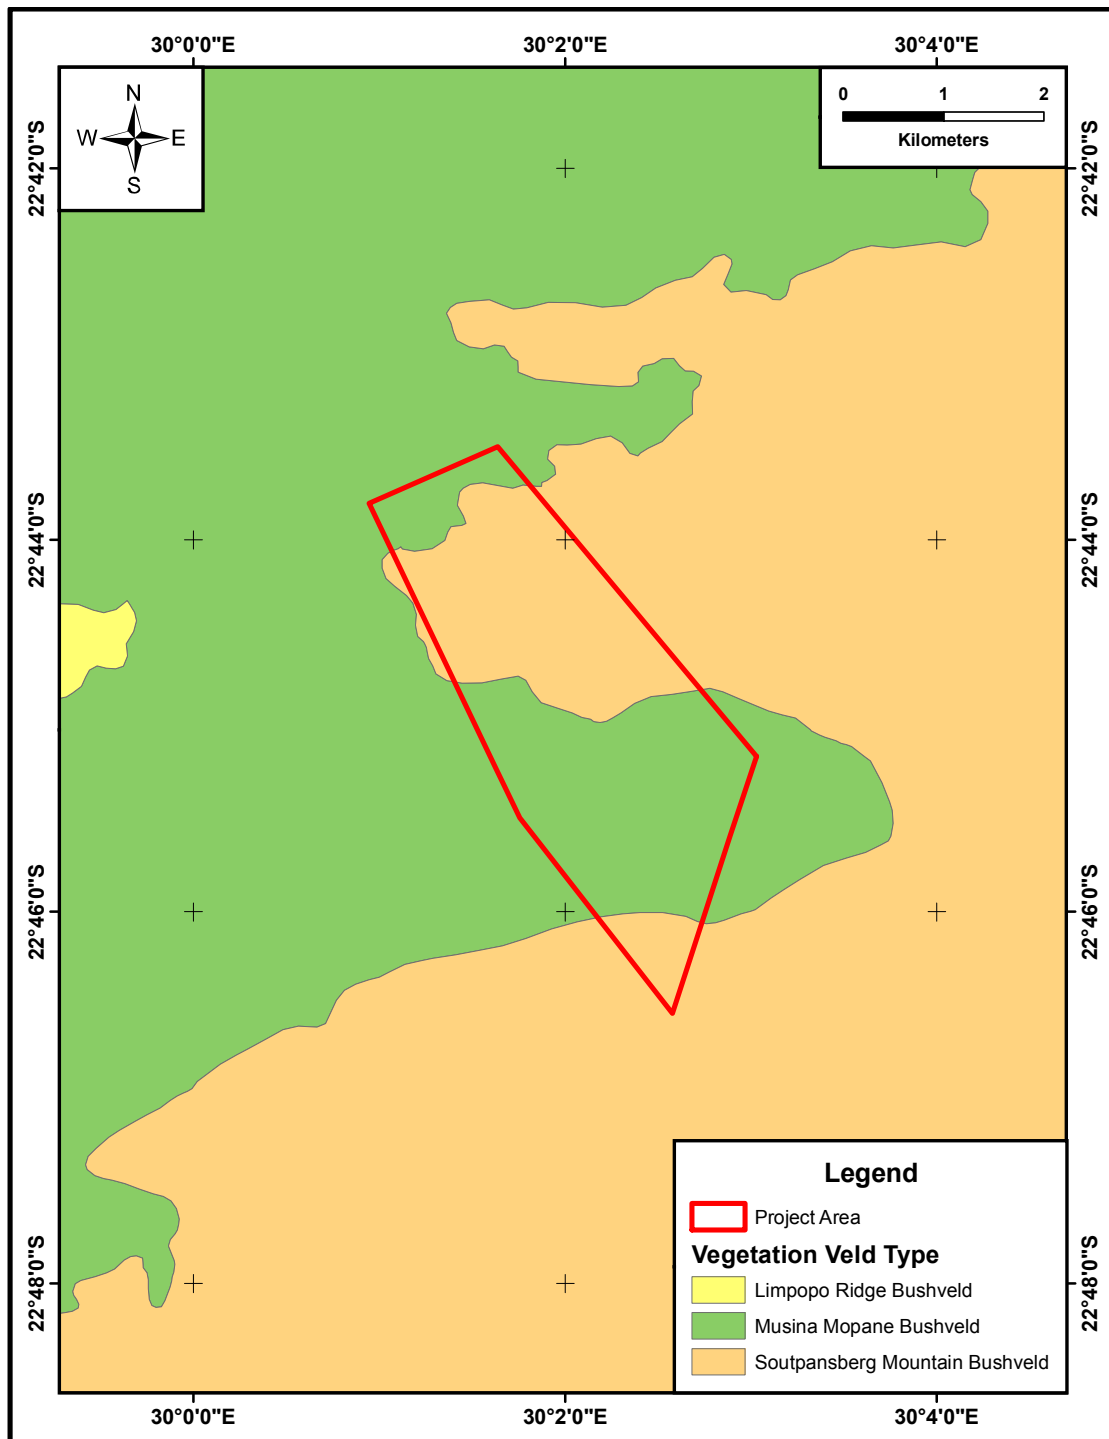 30°0'0"E 30°2'0"E 30°4'0"E
N
W E
S
0 1 2
Kilometers
22°42'0"S 22°42'0"S
22°44'0"S 22°44'0"S
22°46'0"S 22°46'0"S
22°48'0"S 22°48'0"S
Legend
Project Area
Vegetation Veld Type
Limpopo Ridge Bushveld
Musina Mopane Bushveld
Soutpansberg Mountain Bushveld
30°0'0"E 30°2'0"E 30°4'0"E